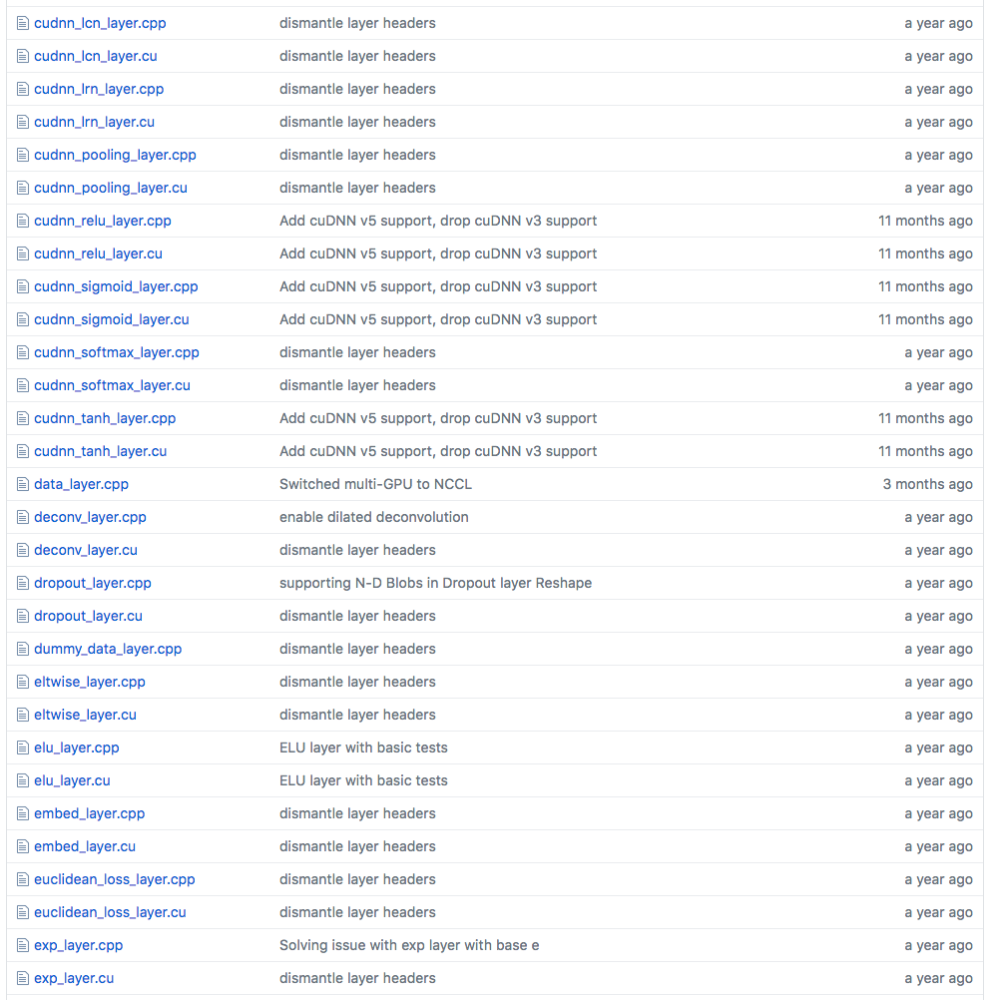 cudnn_lcn_layer.cpp dismantle layer headers a year ago
cudnn_lcn_layer.cu dismantle layer headers a year ago
cudnn_lrn_layer.cpp dismantle layer headers a year ago
cudnn_lrn_layer.cu dismantle layer headers a year ago
cudnn_pooling_layer.cpp dismantle layer headers a year ago
cudnn_pooling_layer.cu dismantle layer headers a year ago
cudnn_relu_layer.cpp Add cuDNN v5 support, drop cuDNN v3 support 11 months ago
cudnn_relu_layer.cu Add cuDNN v5 support, drop cuDNN v3 support 11 months ago
cudnn_sigmoid_layer.cpp Add cuDNN v5 support, drop cuDNN v3 support 11 months ago
cudnn_sigmoid_layer.cu Add cuDNN v5 support, drop cuDNN v3 support 11 months ago
cudnn_softmax_layer.cpp dismantle layer headers a year ago
cudnn_softmax_layer.cu dismantle layer headers a year ago
cudnn_tanh_layer.cpp Add cuDNN v5 support, drop cuDNN v3 support 11 months ago
cudnn_tanh_layer.cu Add cuDNN v5 support, drop cuDNN v3 support 11 months ago
data_layer.cpp Switched multi-GPU to NCCL 3 months ago
deconv_layer.cpp enable dilated deconvolution a year ago
deconv_layer.cu dismantle layer headers a year ago
dropout_layer.cpp supporting N-D Blobs in Dropout layer Reshape a year ago
dropout_layer.cu dismantle layer headers a year ago
dummy_data_layer.cpp dismantle layer headers a year ago
eltwise_layer.cpp dismantle layer headers a year ago
eltwise_layer.cu dismantle layer headers a year ago
elu_layer.cpp ELU layer with basic tests a year ago
elu_layer.cu ELU layer with basic tests a year ago
embed_layer.cpp dismantle layer headers a year ago
embed_layer.cu dismantle layer headers a year ago
euclidean_loss_layer.cpp dismantle layer headers a year ago
euclidean_loss_layer.cu dismantle layer headers a year ago
exp_layer.cpp Solving issue with exp layer with base e a year ago
exp_layer.cu dismantle layer headers a year ago